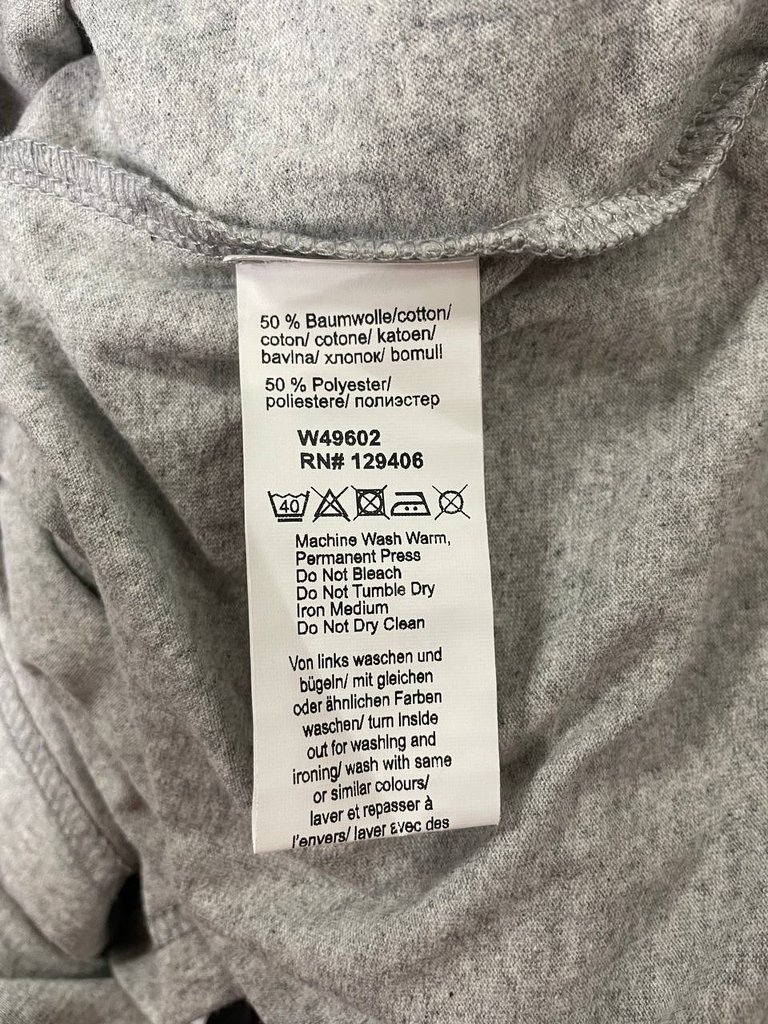 50 % Baumwolle/cotton/
coton/ cotone/ katoen/
bavlna/ хлопок/ bomull
50 % Polyester/
poliestere/ полиэстер
W49602
RN# 129406
40
Machine Wash Warm,
Permanent Press
Do Not Bleach
Do Not Tumble Dry
Iron Medium
Do Not Dry Clean
Von links waschen und
bügeln/ mit gleichen
oder ähnlichen Farben
waschen/ turn inside
out for washing and
ironing/ wash with same
or similar colours/
laver et repasser à
l'envers/ laver avec des